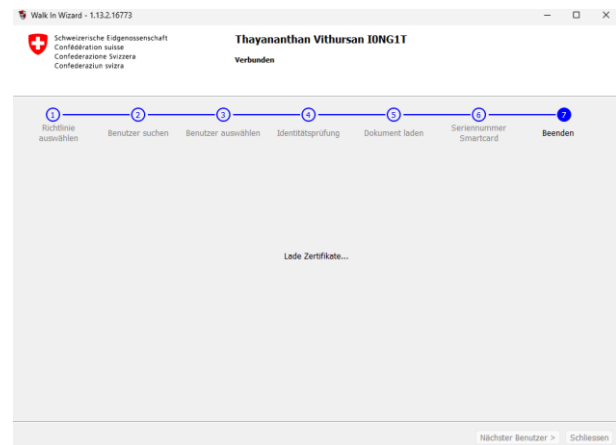 Walk In Wizard - 1.13.2.16773
Schweizerische Eidgenossenschaft
Confédération suisse
Confederazione Svizzera
Confederaziun svizra
Thayananthan Vithursan I0NG1T
Verbunden
1 2 3 4 5 6 7
Richtlinie auswählen
Benutzer suchen
Benutzer auswählen
Identitätsprüfung
Dokument laden
Seriennummer Smartcard
Beenden
Lade Zertifikate...
Nächster Benutzer > Schliessen